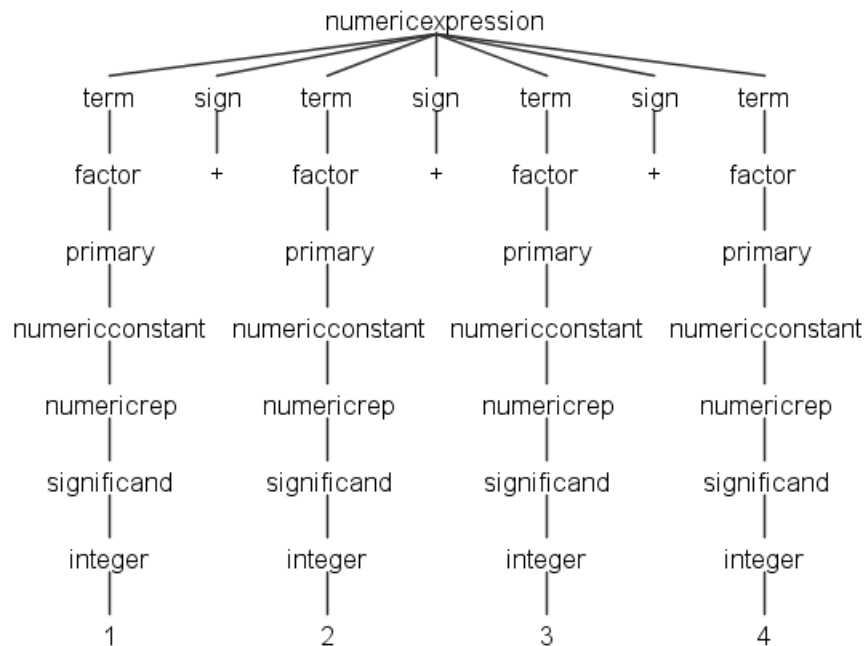 numericexpression
term sign term sign term sign term
factor + factor + factor + factor
primary primary primary primary
numericconstant numericconstant numericconstant numericconstant
numericrep numericrep numericrep numericrep
significand significand significand significand
integer integer integer integer
1 2 3 4